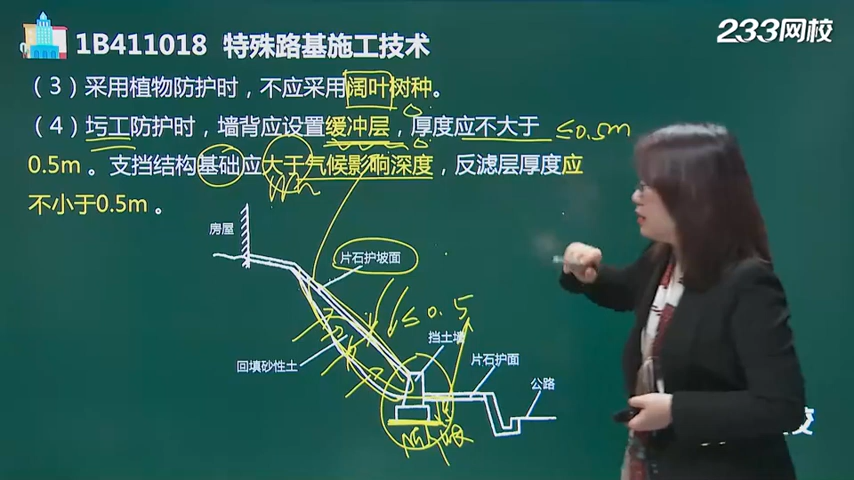 233网校
1B411018 特殊路基施工技术
（3）采用植物防护时，不应采用阔叶树种。
（4）圬工防护时，墙背应设置缓冲层，厚度应不大于
≤0.5m
0.5m 。支挡结构基础应大于气候影响深度，反滤层厚度应
不小于0.5m 。
房屋
片石护坡面
≤0.5
挡土墙
回填砂性土
片石护面
公路